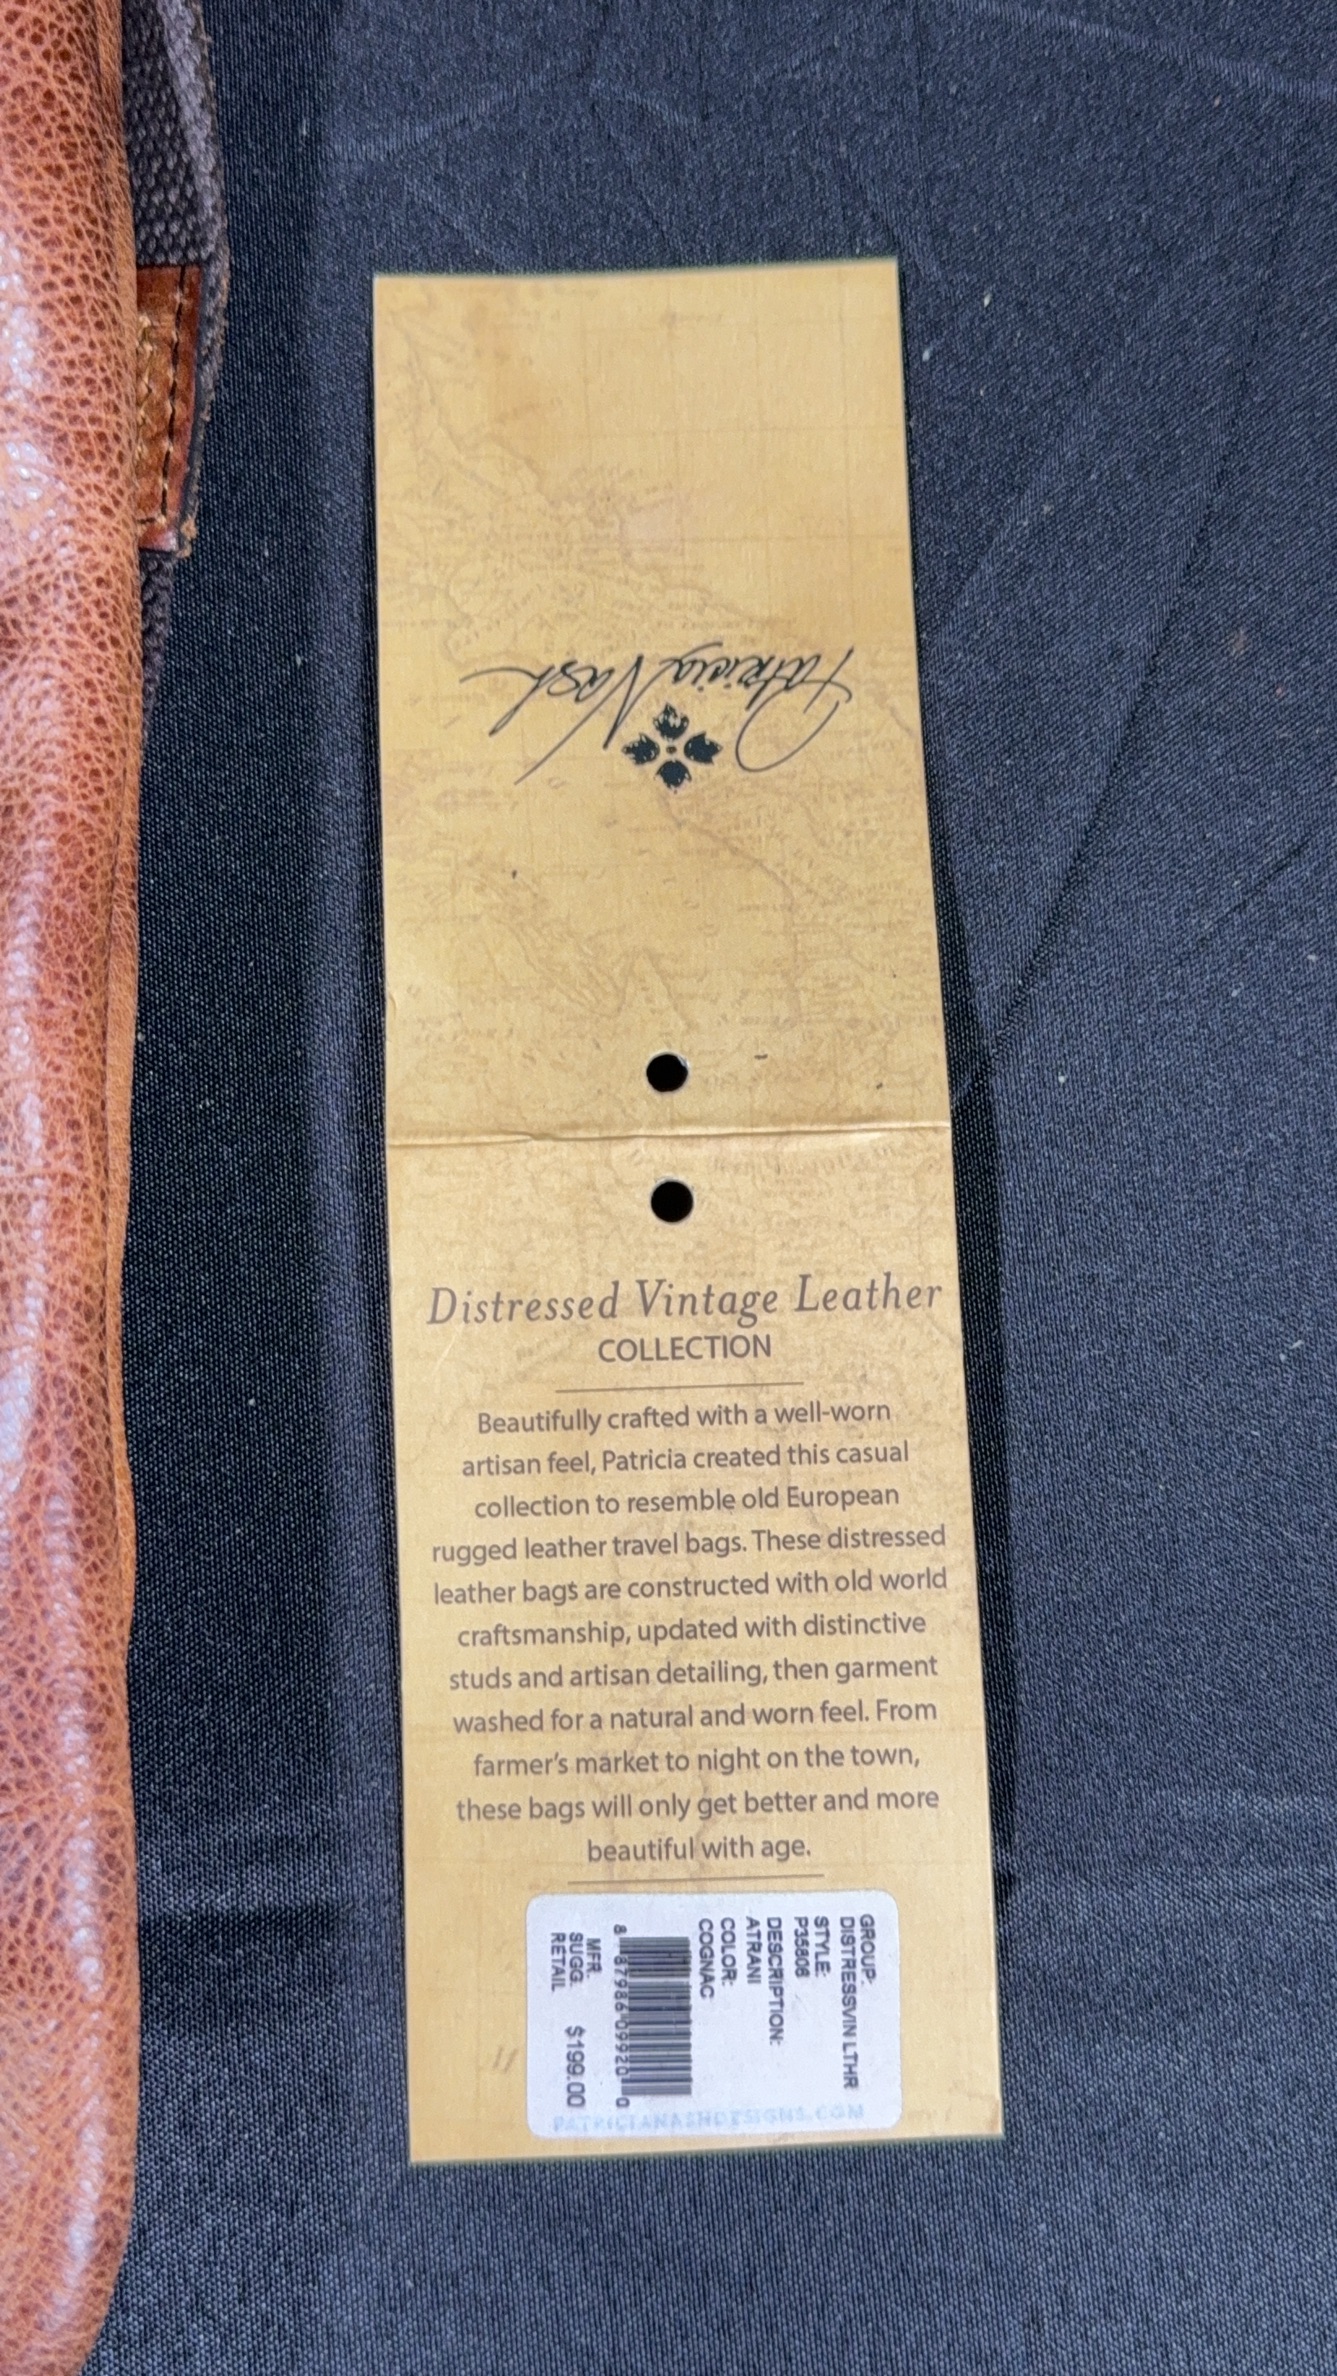 Patricia Nash
Distressed Vintage Leather
COLLECTION
Beautifully crafted with a well-worn
artisan feel, Patricia created this casual
collection to resemble old European
rugged leather travel bags. These distressed
leather bags are constructed with old world
craftsmanship, updated with distinctive
studs and artisan detailing, then garment
washed for a natural and worn feel. From
farmer's market to night on the town,
these bags will only get better and more
beautiful with age.
GROUP:
DISTRESSVIN LTHR
STYLE:
P35806
DESCRIPTION:
ATRANI
COLOR:
COGNAC
8 87986 09920 0
MFR.
SUGG.
RETAIL $199.00
PATRICIANASHDESIGNS.COM